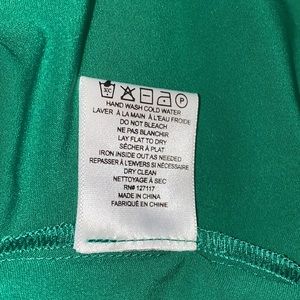 HAND WASH COLD WATER
LAVER À LA MAIN À L'EAU FROIDE
DO NOT BLEACH
NE PAS BLANCHIR
LAY FLAT TO DRY
SÉCHER À PLAT
IRON INSIDE OUT AS NEEDED
REPASSER À L'ENVERS SI NÉCESSAIRE
DRY CLEAN
NETTOYAGE À SEC
RN# 127117
MADE IN CHINA
FABRIQUÉ EN CHINE